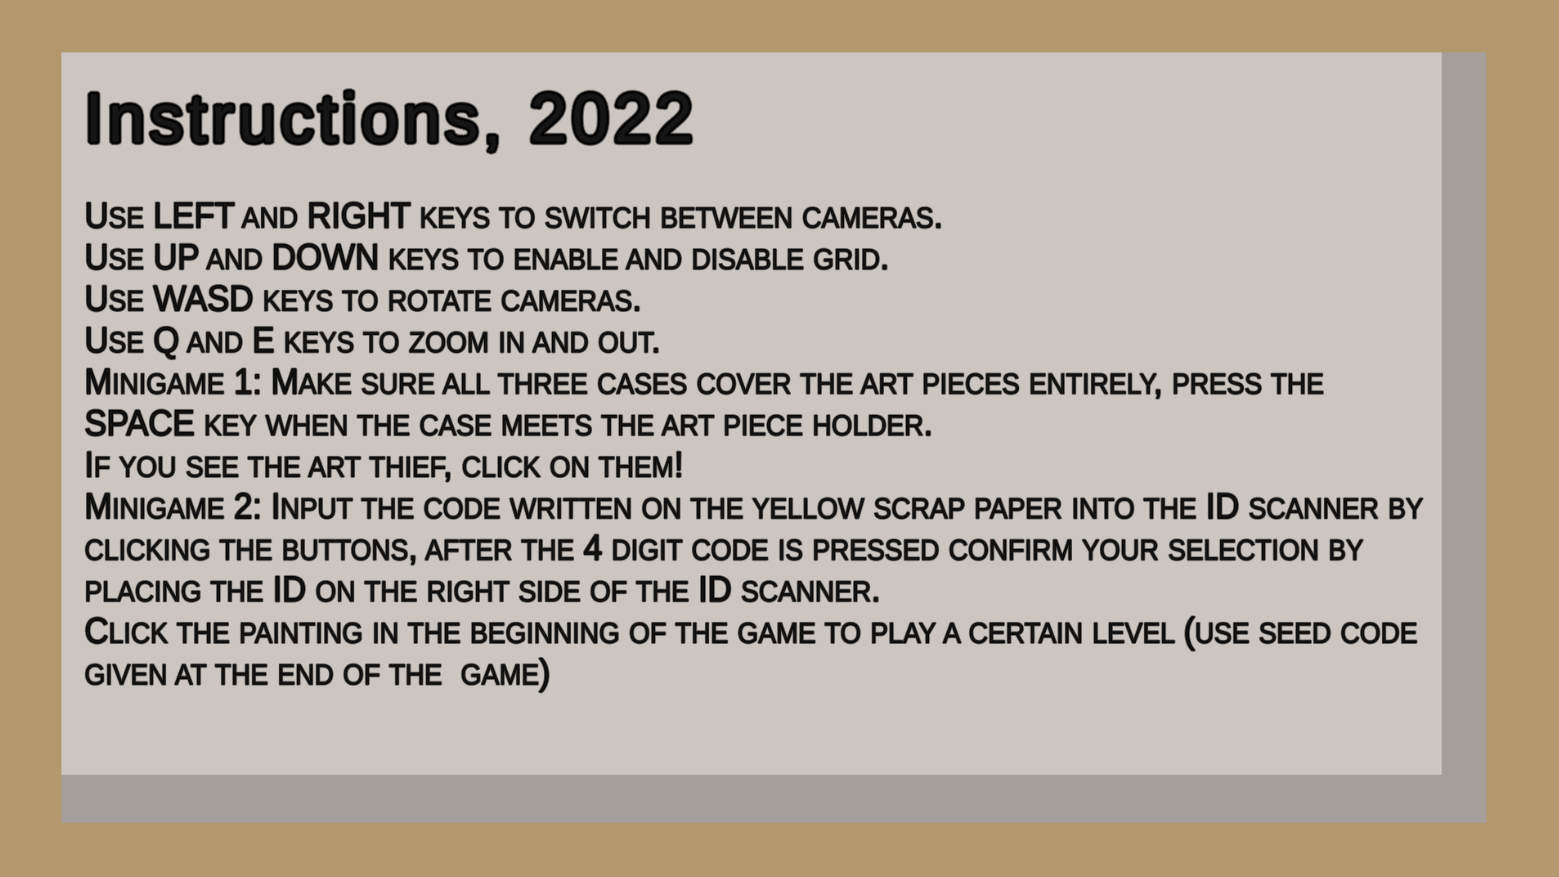 Instructions, 2022
Use LEFT and RIGHT keys to switch between cameras.
Use UP and DOWN keys to enable and disable grid.
Use WASD keys to rotate cameras.
Use Q and E keys to zoom in and out.
Minigame 1: Make sure all three cases cover the art pieces entirely, press the
SPACE key when the case meets the art piece holder.
If you see the art thief, click on them!
Minigame 2: Input the code written on the yellow scrap paper into the ID scanner by
clicking the buttons, after the 4 digit code is pressed confirm your selection by
placing the ID on the right side of the ID scanner.
Click the painting in the beginning of the game to play a certain level (use seed code
given at the end of the  game)